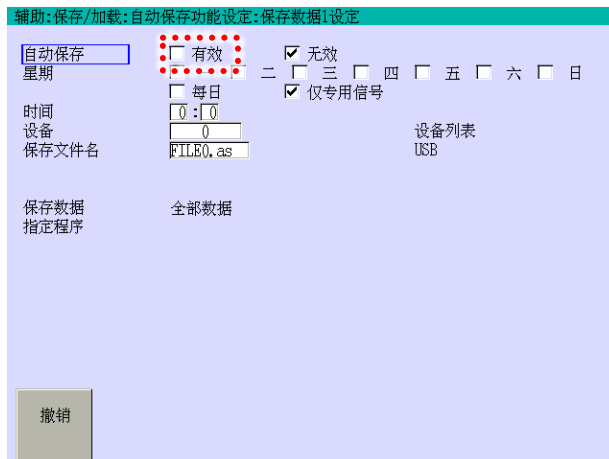 辅助:保存/加载:自动保存功能设定:保存数据1设定
自动保存 有效 无效
星期 二 三 四 五 六 日
每日 仅专用信号
时间 0:0
设备 0 设备列表
保存文件名 FILE0.as USB
保存数据 全部数据
指定程序
撤销